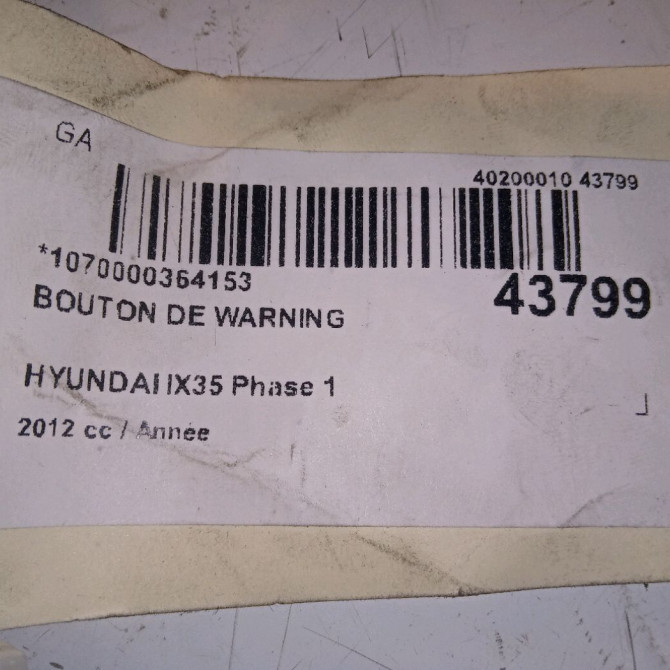 GA
40200010 43799
*1070000364153
43799
BOUTON DE WARNING
HYUNDAI IX35 Phase 1
2012 cc / Année